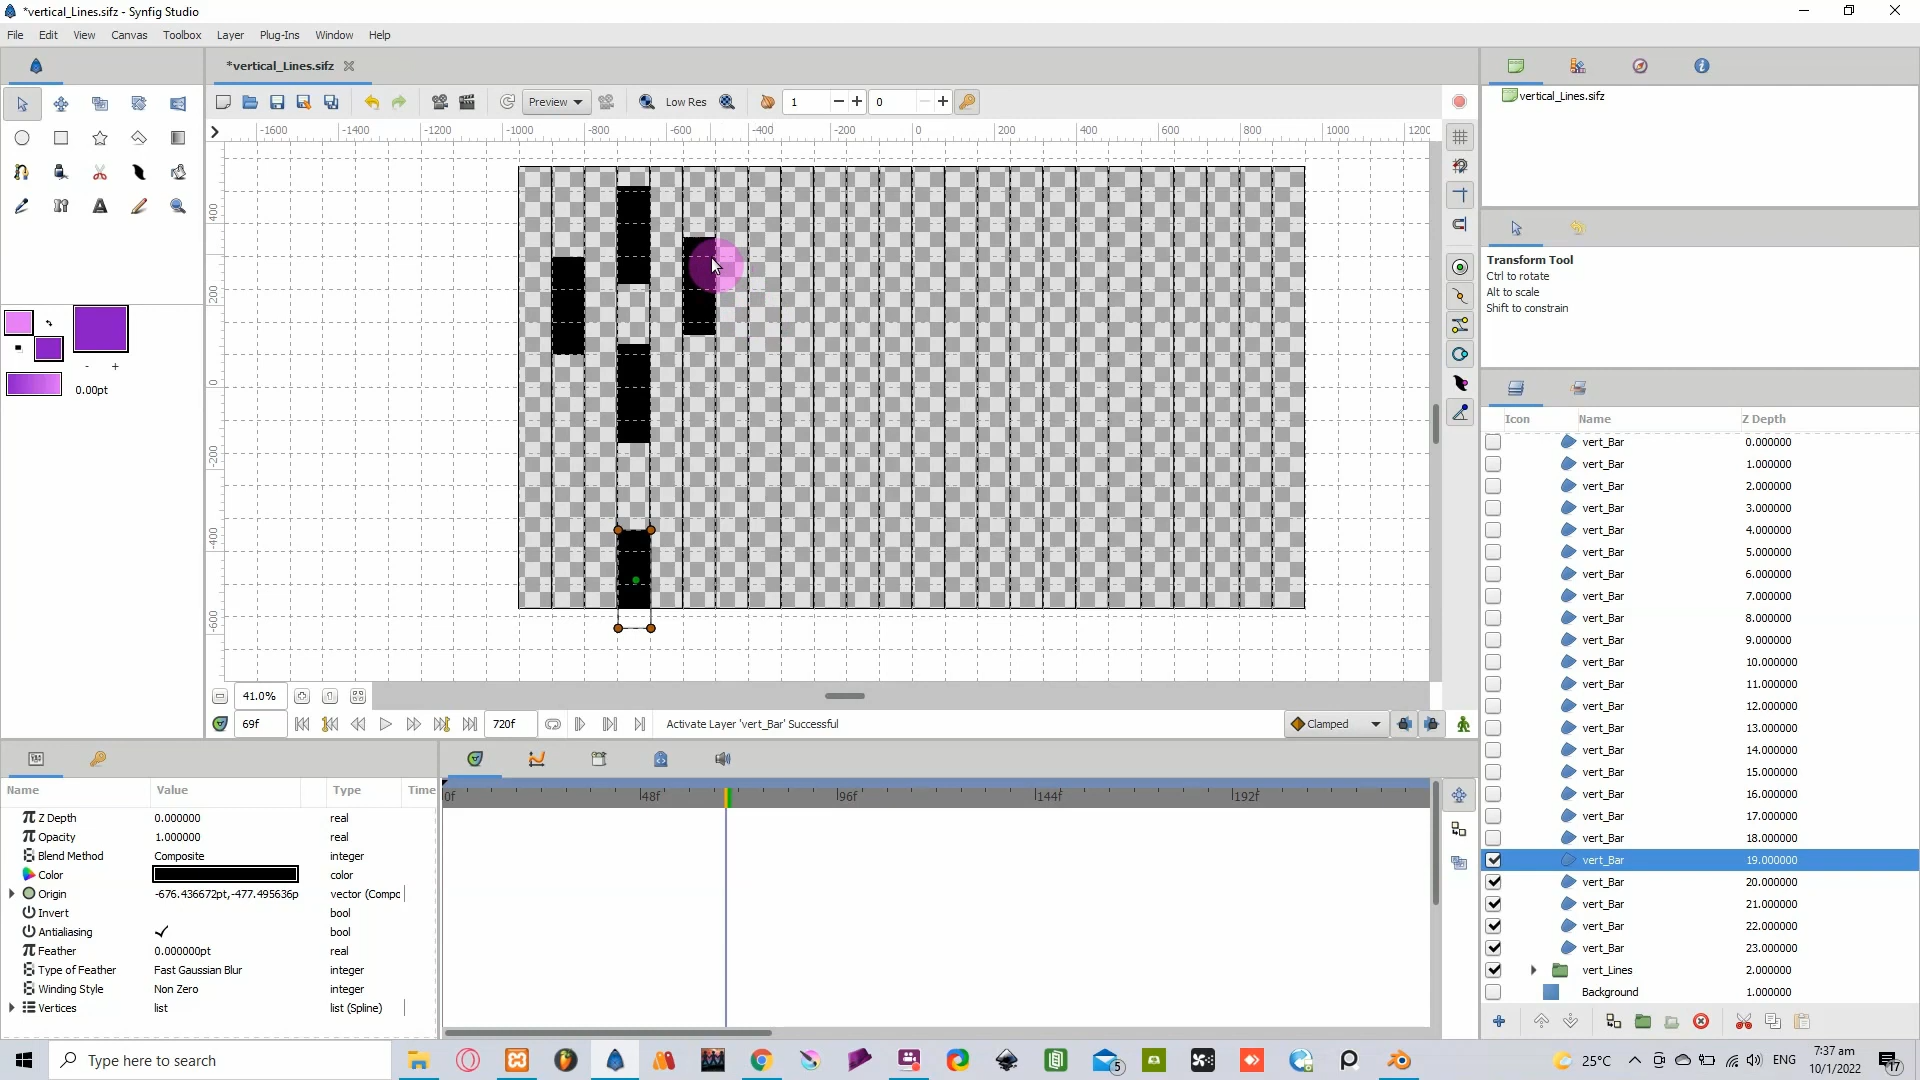 *vertical_Lines.sifz - Synfig Studio
File Edit View Canvas Toolbox Layer Plug-Ins Window Help
*vertical_Lines.sifz
Preview
Low Res
1
0
-1600 -1400 -1200 -1000 -800 -600 -400 -200 0 200 400 600 800 1000 1200
400
200
0
-200
-400
-600
0.00pt
- +
vertical_Lines.sifz
Transform Tool
Ctrl to rotate
Alt to scale
Shift to constrain
Icon Name Z Depth
vert_Bar 0.000000
vert_Bar 1.000000
vert_Bar 2.000000
vert_Bar 3.000000
vert_Bar 4.000000
vert_Bar 5.000000
vert_Bar 6.000000
vert_Bar 7.000000
vert_Bar 8.000000
vert_Bar 9.000000
vert_Bar 10.000000
vert_Bar 11.000000
vert_Bar 12.000000
vert_Bar 13.000000
vert_Bar 14.000000
vert_Bar 15.000000
vert_Bar 16.000000
vert_Bar 17.000000
vert_Bar 18.000000
vert_Bar 19.000000
vert_Bar 20.000000
vert_Bar 21.000000
vert_Bar 22.000000
vert_Bar 23.000000
vert_Lines 2.000000
Background 1.000000
41.0%
69f
720f
Activate Layer 'vert_Bar' Successful
Clamped
Name Value Type Time
Z Depth 0.000000 real
Opacity 1.000000 real
Blend Method Composite integer
Color color
Origin -676.436672pt,-477.495636p vector (Compo
Invert bool
Antialiasing bool
Feather 0.000000pt real
Type of Feather Fast Gaussian Blur integer
Winding Style Non Zero integer
Vertices list list (Spline)
0f 48f 96f 144f 192f
Type here to search
5
25°C
ENG
7:37 am
10/1/2022
17